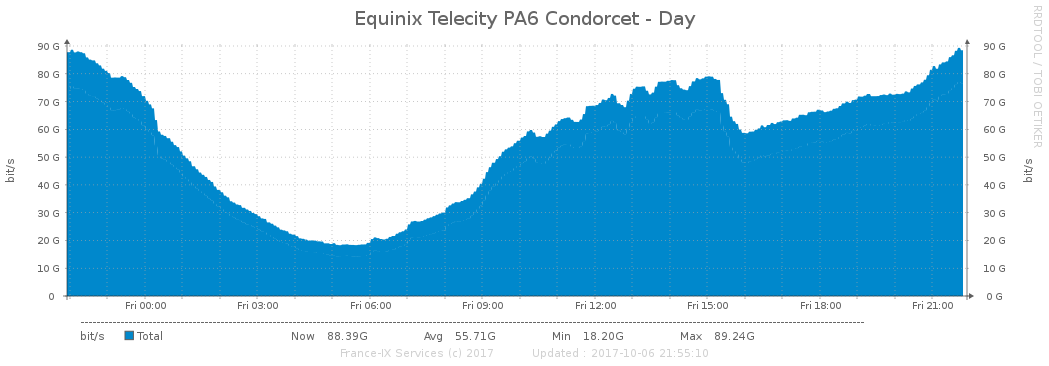 Equinix Telecity PA6 Condorcet - Day
RRDTOOL / TOBI OETIKER
90 G 90 G
80 G 80 G
70 G 70 G
60 G 60 G
50 G 50 G
40 G 40 G
30 G 30 G
20 G 20 G
10 G 10 G
0 0 G
bit/s
bit/s
Fri 00:00 Fri 03:00 Fri 06:00 Fri 09:00 Fri 12:00 Fri 15:00 Fri 18:00 Fri 21:00
bit/s Total Now 88.39G Avg 55.71G Min 18.20G Max 89.24G
France-IX Services (c) 2017 Updated : 2017-10-06 21:55:10